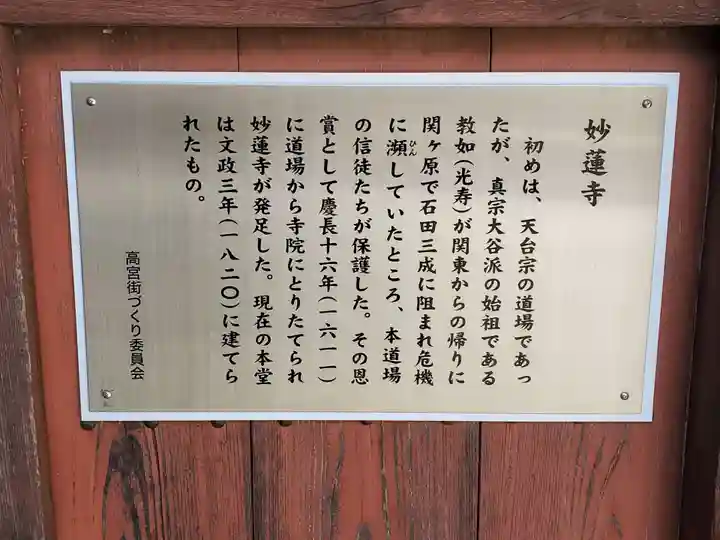 妙蓮寺
初めは、天台宗の道場であっ
たが、真宗大谷派の始祖である
教如(光寿)が関東からの帰りに
関ヶ原で石田三成に阻まれ危機
に瀕ひんしていたところ、本道場
の信徒たちが保護した。その恩
賞として慶長十六年(一六一一)
に道場から寺院にとりたてられ
妙蓮寺が発足した。現在の本堂
は文政三年(一八二〇)に建てら
れたもの。
高宮街づくり委員会